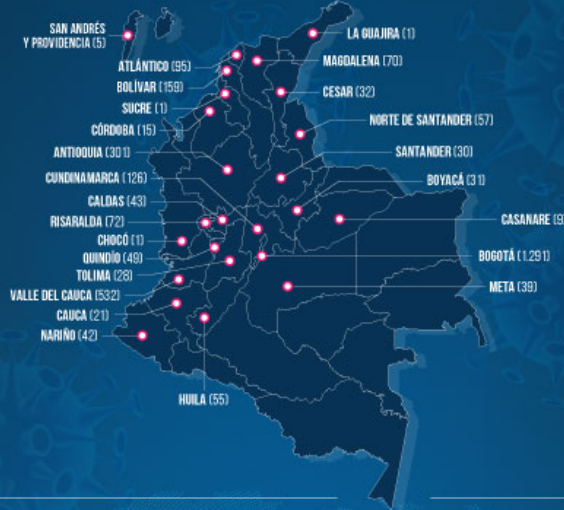 SAN ANDRÉS
Y PROVIDENCIA (5)
ATLÁNTICO (95)
BOLÍVAR (159)
SUCRE (1)
CÓRDOBA (15)
ANTIOQUIA (301)
CUNDINAMARCA (126)
CALDAS (43)
RISARALDA (72)
CHOCÓ (1)
QUINDÍO (49)
TOLIMA (28)
VALLE DEL CAUCA (532)
CAUCA (21)
NARIÑO (42)
HUILA (55)
LA GUAJIRA (1)
MAGDALENA (70)
CESAR (32)
NORTE DE SANTANDER (57)
SANTANDER (30)
BOYACÁ (31)
CASANARE (9
BOGOTÁ (1.291)
META (39)